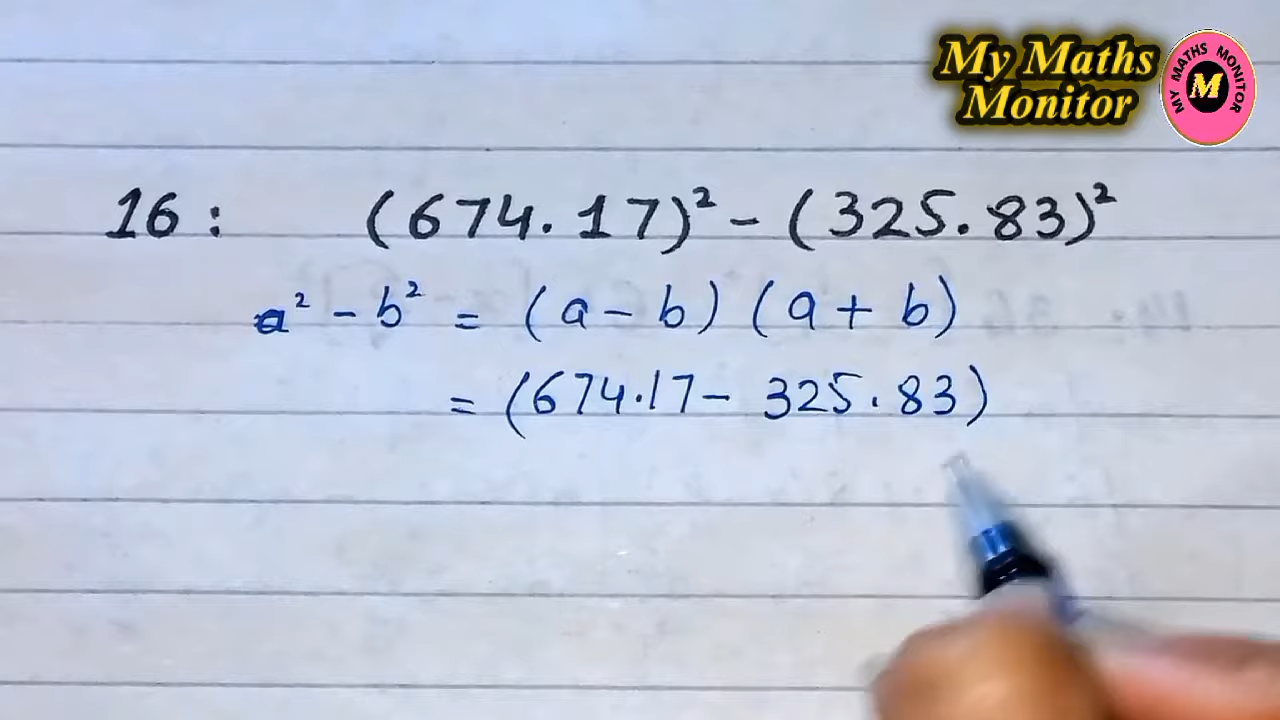 My Maths
Monitor
MY MATHS MONITOR
M
16 : (674.17)² - (325.83)²
a² - b² = (a - b) (a + b)
= (674.17 - 325.83)